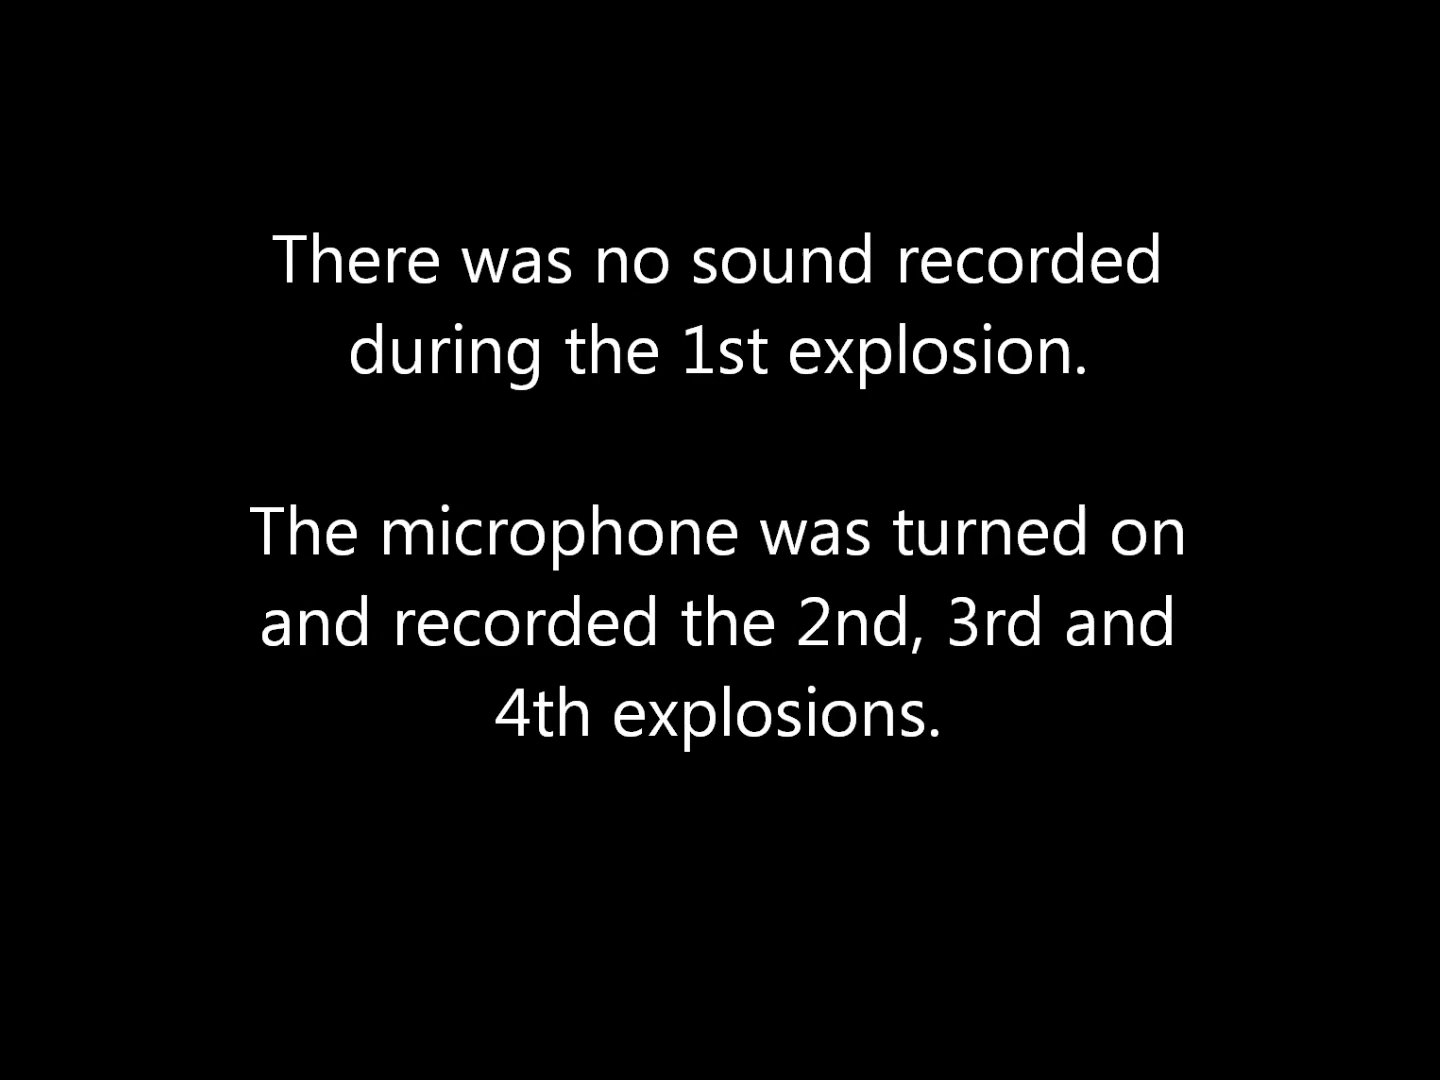 There was no sound recorded
during the 1st explosion.
The microphone was turned on
and recorded the 2nd, 3rd and
4th explosions.